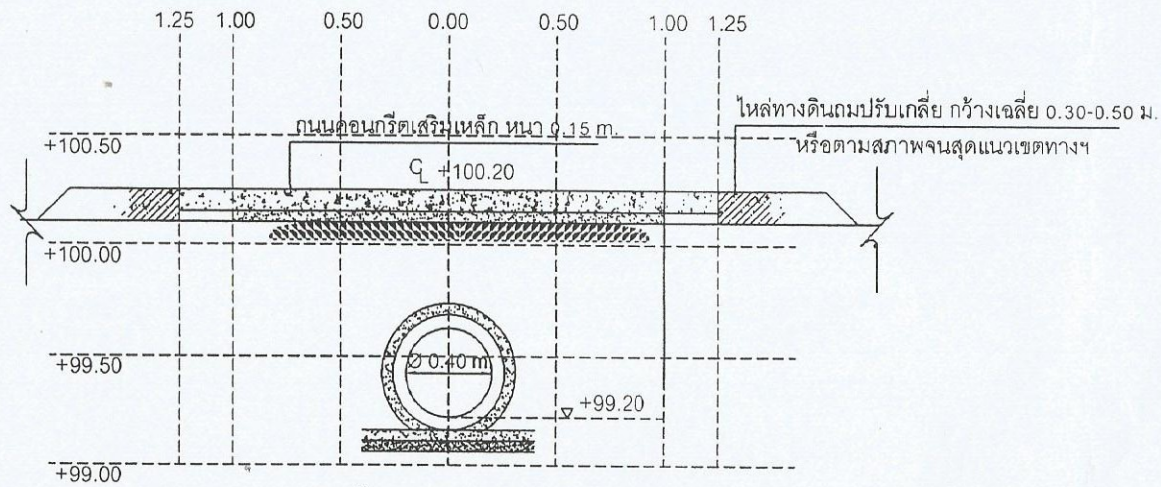 1.25 1.00 0.50 0.00 0.50 1.00 1.25
ไหล่ทางดินถมปรับเกลี่ย กว้างเฉลี่ย 0.30-0.50 ม.
ถนนคอนกรีตเสริมเหล็ก หนา 0.15 m.
+100.50
หรือตามสภาพจนสุดแนวเขตทางฯ
CL +100.20
+100.00
+99.50
Ø 0.40 m
+99.20
+99.00